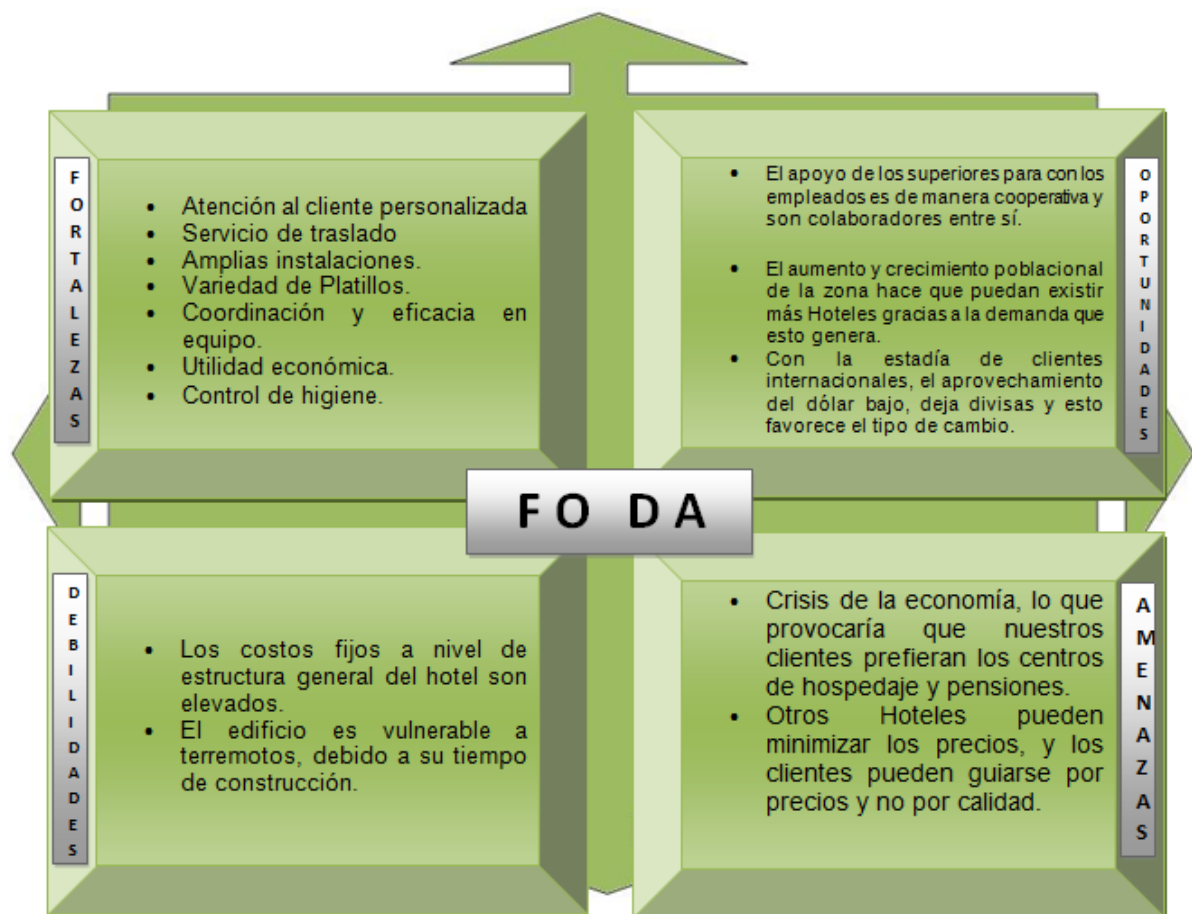 FORTALEZAS
• Atención al cliente personalizada
• Servicio de traslado
• Amplias instalaciones.
• Variedad de Platillos.
• Coordinación y eficacia en
equipo.
• Utilidad económica.
• Control de higiene.
OPORTUNIDADES
• El apoyo de los superiores para con los
empleados es de manera cooperativa y
son colaboradores entre sí.
• El aumento y crecimiento poblacional
de la zona hace que puedan existir
más Hoteles gracias a la demanda que
esto genera.
• Con la estadía de clientes
internacionales, el aprovechamiento
del dólar bajo, deja divisas y esto
favorece el tipo de cambio.
FO DA
DEBILIDADES
• Los costos fijos a nivel de
estructura general del hotel son
elevados.
• El edificio es vulnerable a
terremotos, debido a su tiempo
de construcción.
AMENAZAS
• Crisis de la economía, lo que
provocaría que nuestros
clientes prefieran los centros
de hospedaje y pensiones.
• Otros Hoteles pueden
minimizar los precios, y los
clientes pueden guiarse por
precios y no por calidad.